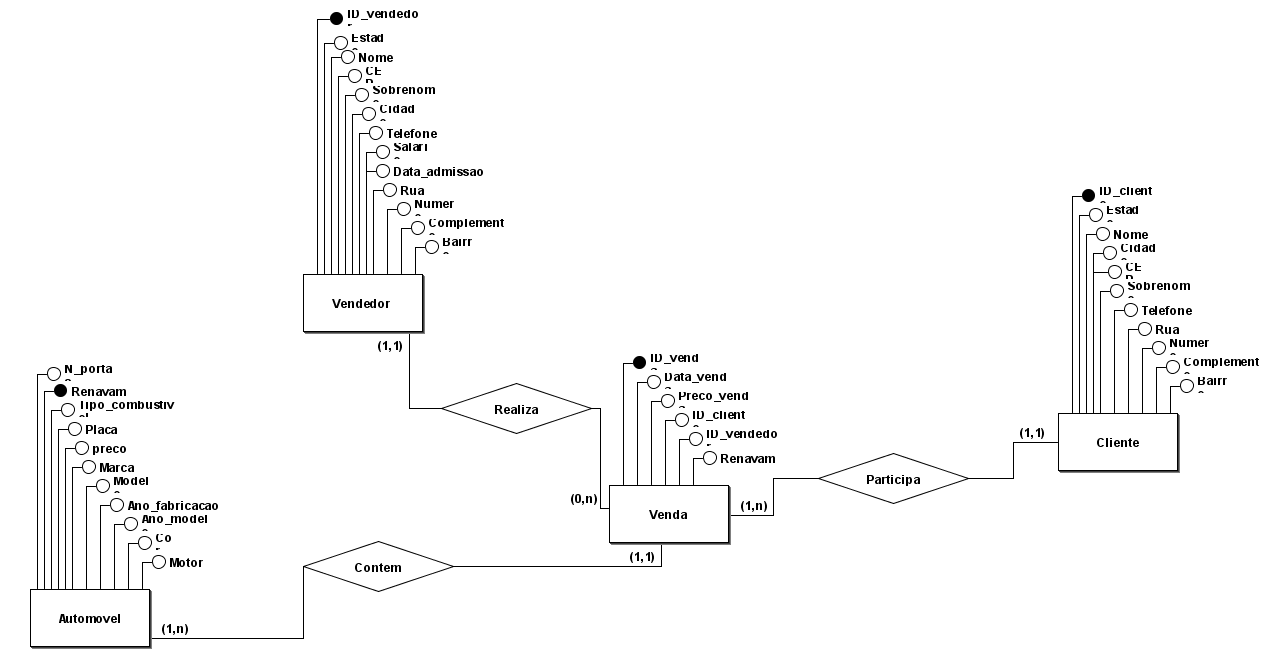 ID_vendedo
Estad
Nome
CE
Sobrenom
Cidad
Telefone
Salari
Data_admissao
Rua
Numer
Complement
Bairr
Vendedor
(1,1)
ID_client
Estad
Nome
Cidad
CE
Sobrenom
Telefone
Rua
Numer
Complement
Bairr
Cliente
(1,1)
N_porta
Renavam
Tipo_combustiv
Placa
preco
Marca
Model
Ano_fabricacao
Ano_model
Co
Motor
Automovel
(1,n)
Realiza
ID_vend
Data_vend
Preco_vend
ID_client
ID_vendedo
Renavam
(0,n)
Venda
(1,n)
(1,1)
Participa
Contem